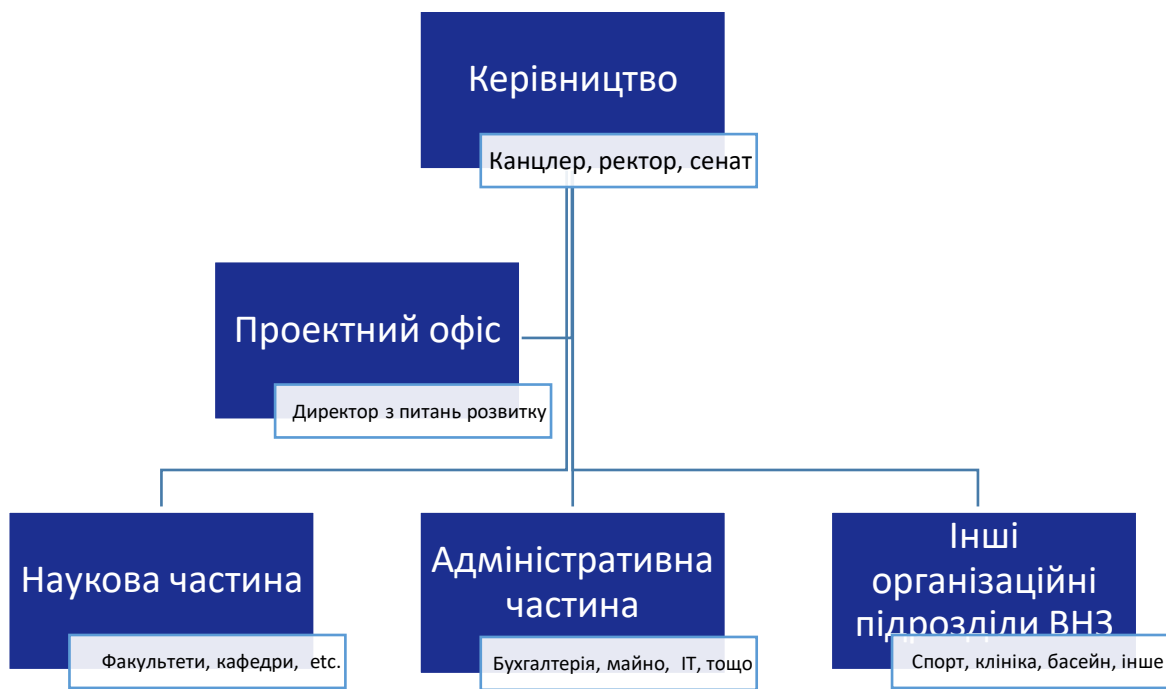 Керівництво
Канцлер, ректор, сенат
Проектний офіс
Директор з питань розвитку
Наукова частина
Факультети, кафедри, etc.
Адміністративна
частина
Бухгалтерія, майно, ІТ, тощо
Інші
організаційні
підрозділи ВНЗ
Спорт, клініка, басейн, інше